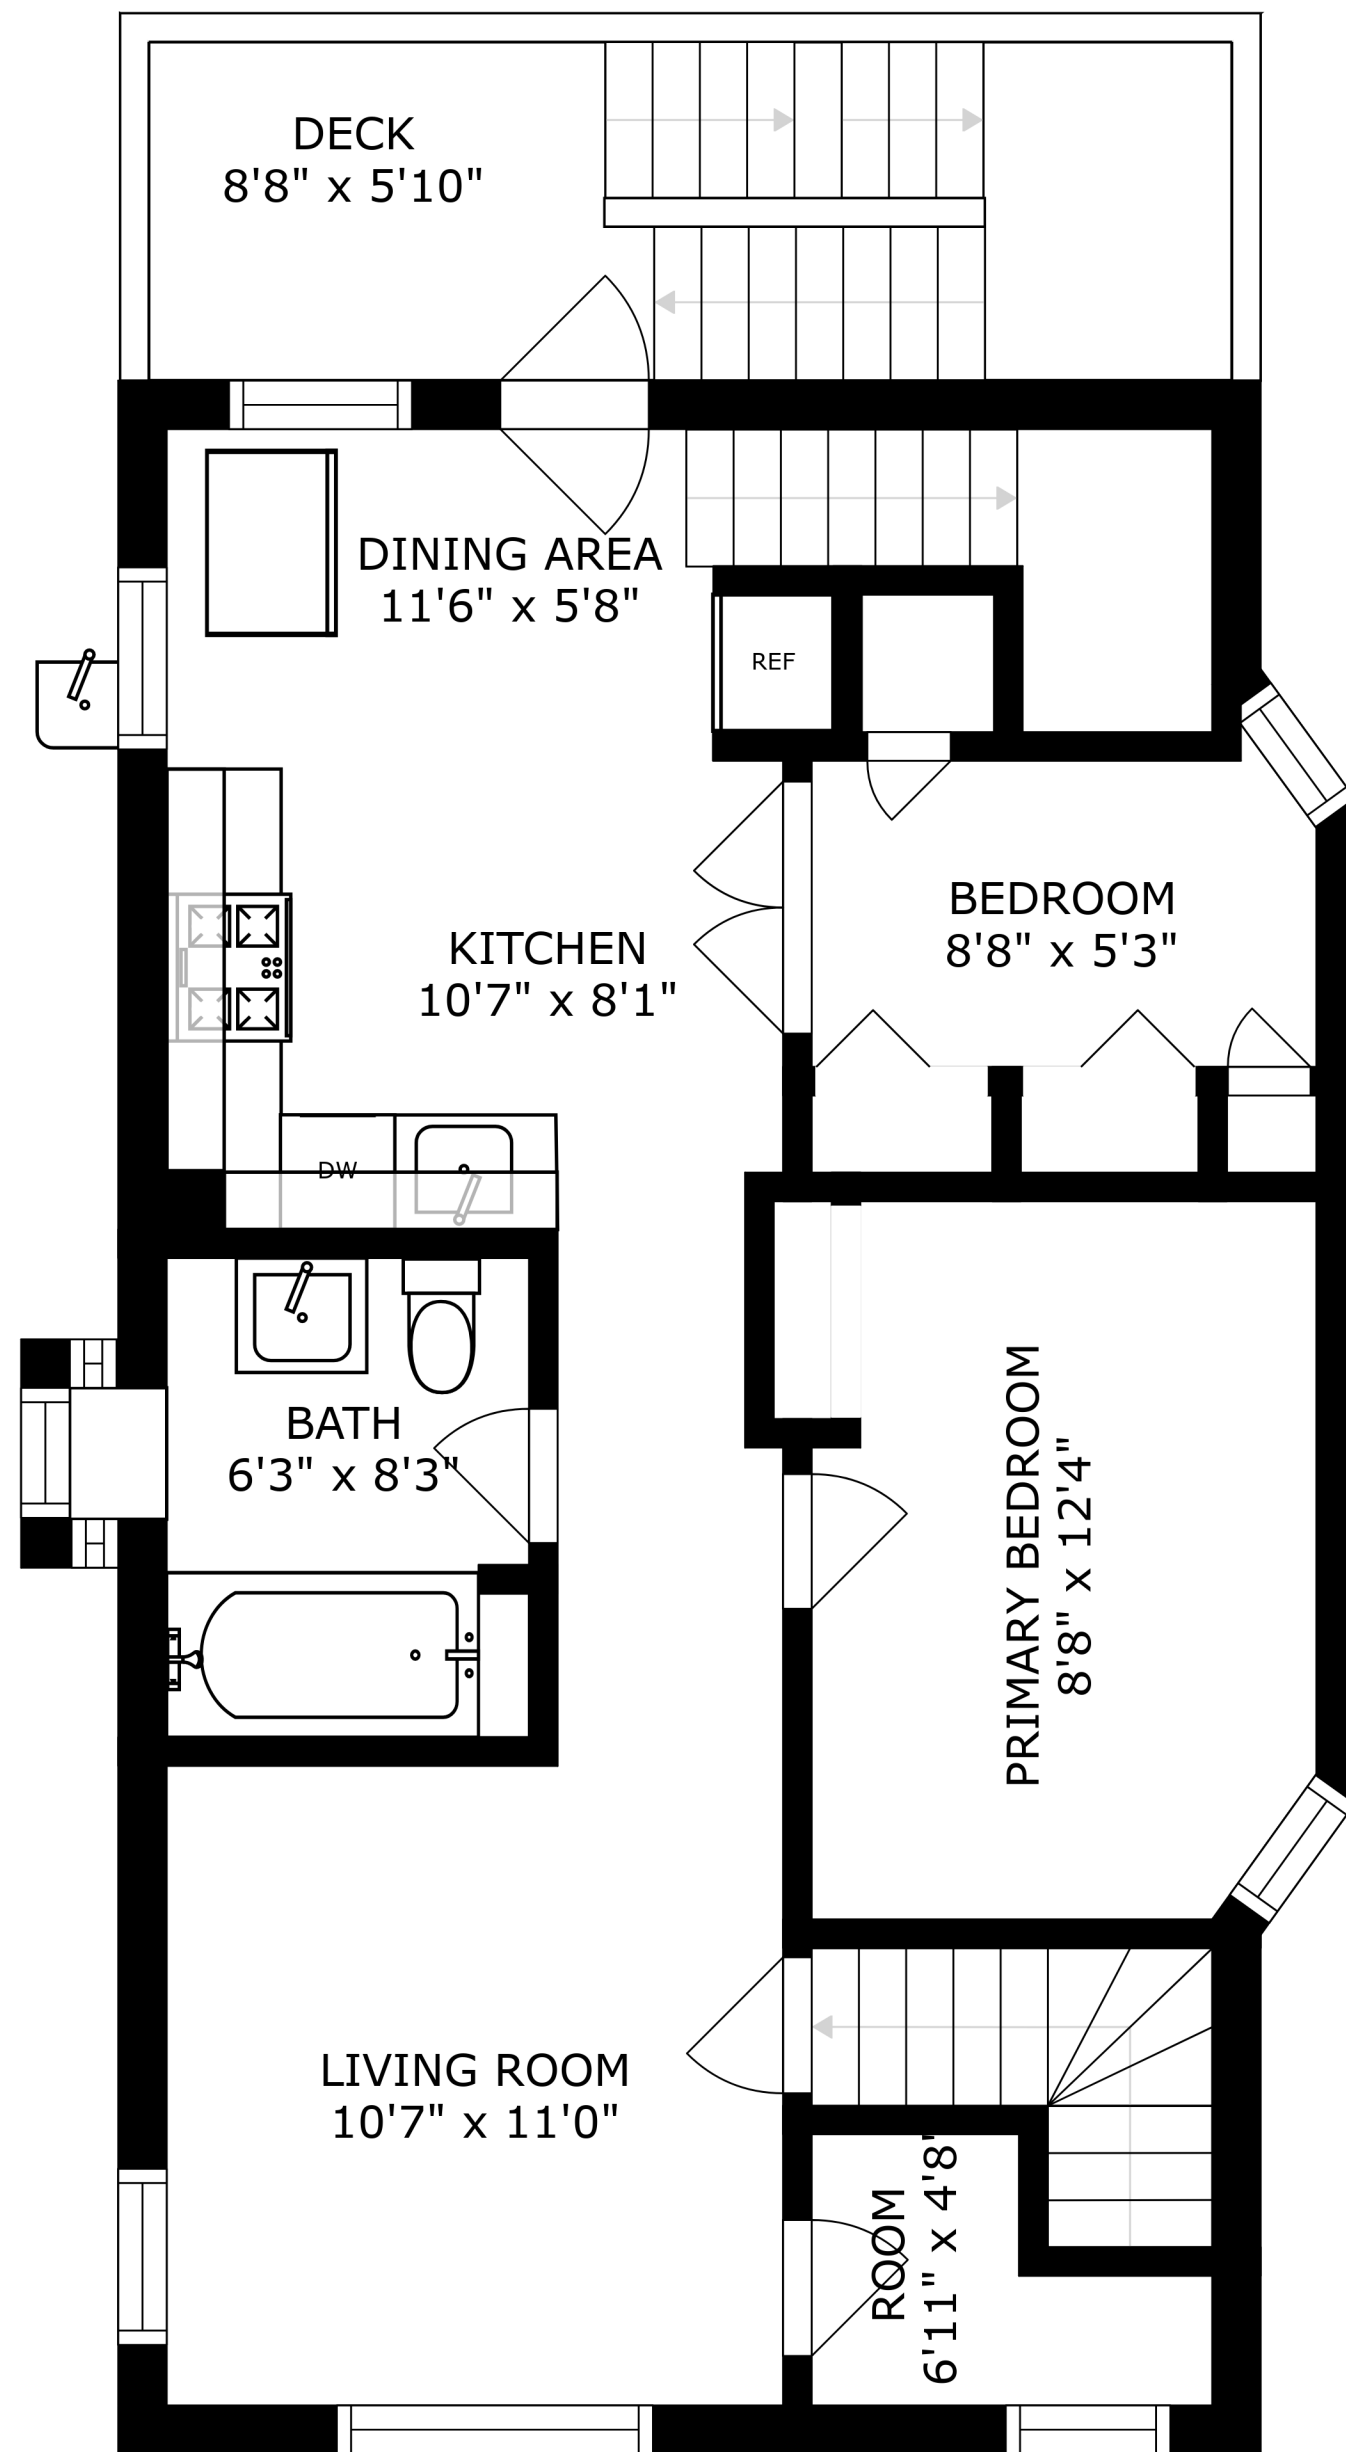 DECK
8'8" x 5'10"
DINING AREA
11'6" x 5'8"
REF
BEDROOM
8'8" x 5'3"
KITCHEN
10'7" x 8'1"
DW
BATH
6'3" x 8'3"
PRIMARY BEDROOM
8'8" x 12'4"
LIVING ROOM
10'7" x 11'0"
ROOM
6'11" x 4'8"